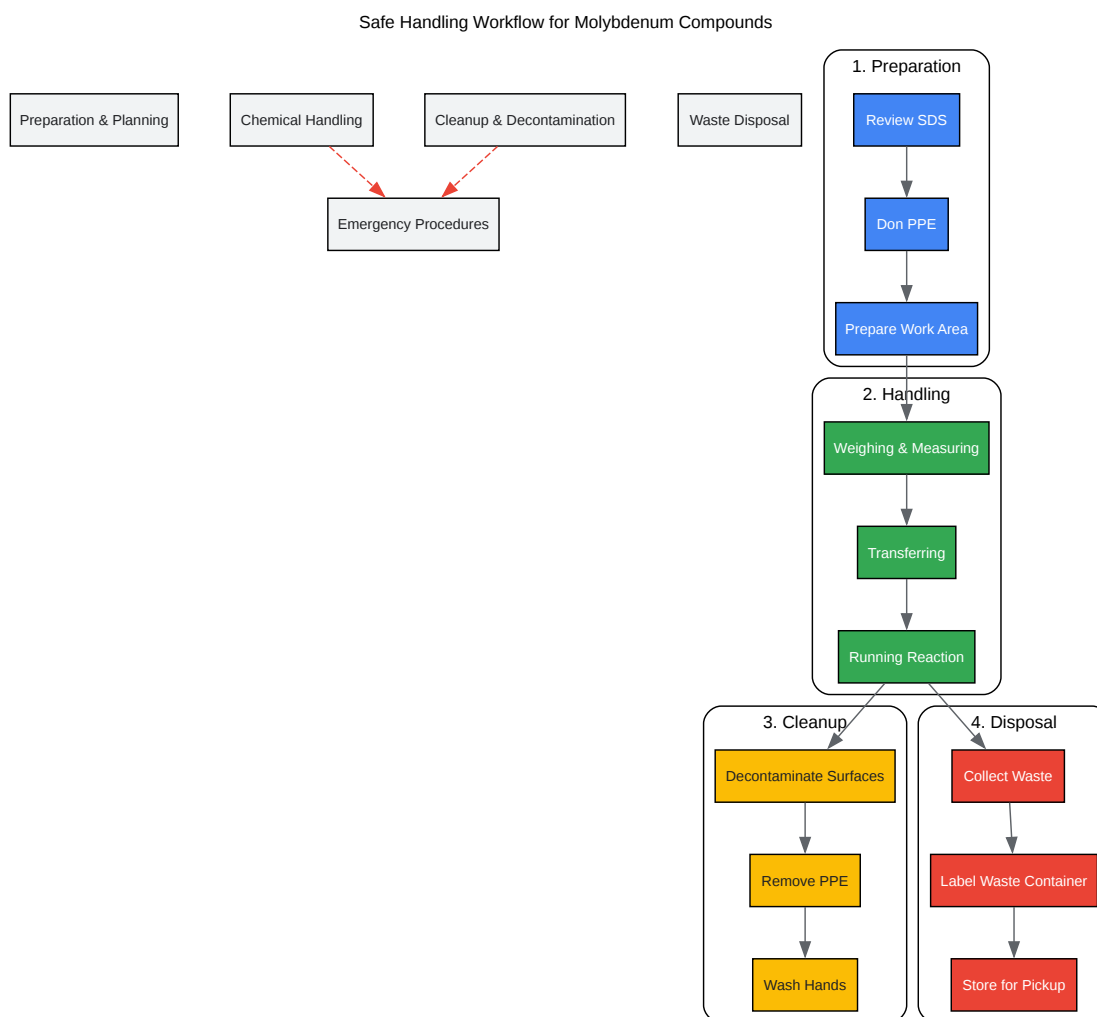 Safe Handling Workflow for Molybdenum Compounds
Preparation & Planning
Chemical Handling
Cleanup & Decontamination
Waste Disposal
Emergency Procedures
1. Preparation
Review SDS
Don PPE
Prepare Work Area
2. Handling
Weighing & Measuring
Transferring
Running Reaction
3. Cleanup
Decontaminate Surfaces
Remove PPE
Wash Hands
4. Disposal
Collect Waste
Label Waste Container
Store for Pickup